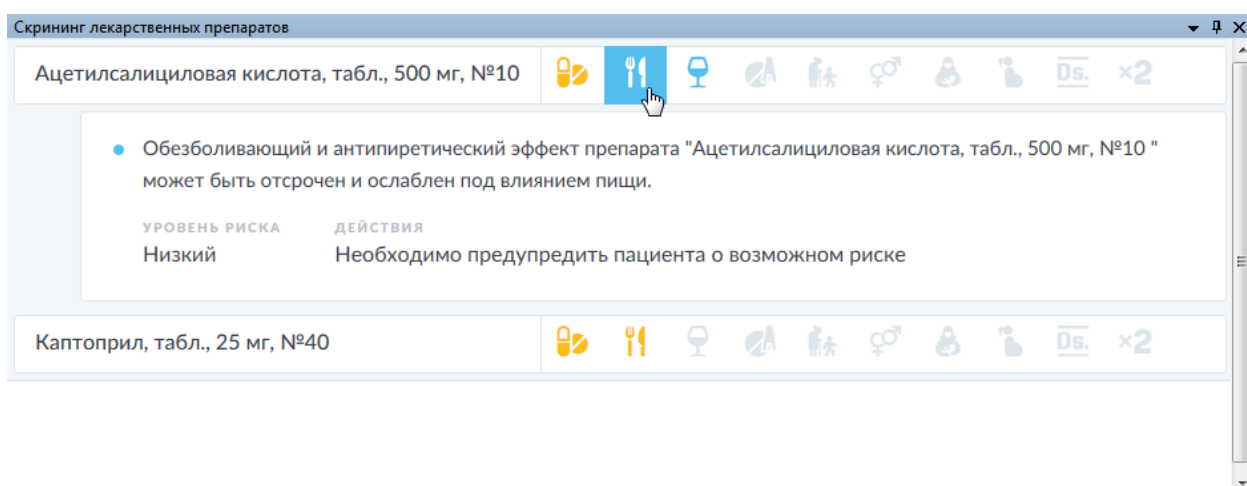 Скрининг лекарственных препаратов
Ацетилсалициловая кислота, табл., 500 мг, №10
Ds. ×2
Обезболивающий и антипиретический эффект препарата "Ацетилсалициловая кислота, табл., 500 мг, №10 "
может быть отсрочен и ослаблен под влиянием пищи.
УРОВЕНЬ РИСКА ДЕЙСТВИЯ
Низкий Необходимо предупредить пациента о возможном риске
Каптоприл, табл., 25 мг, №40
Ds. ×2